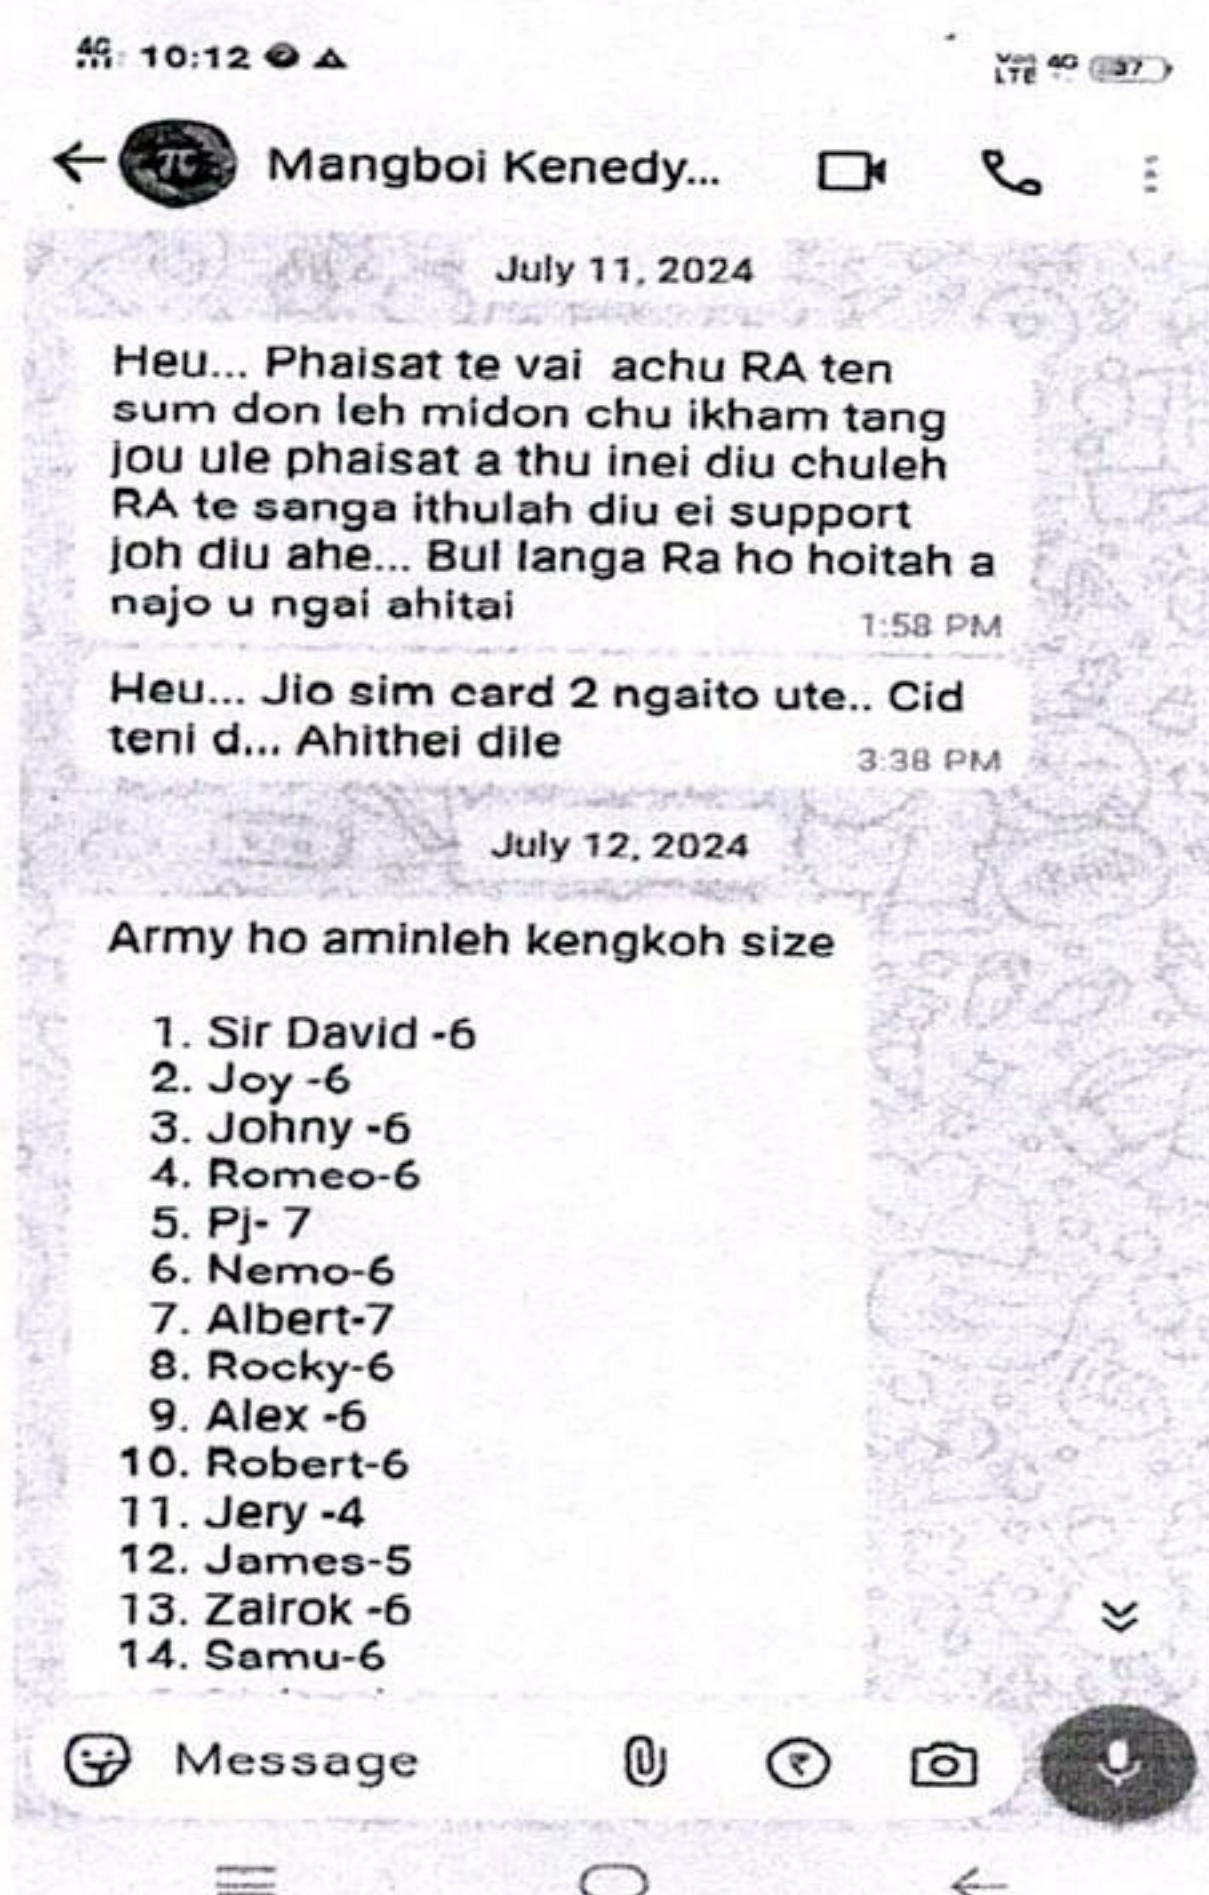 4G 10:12
Voo LTE 4G 37
Mangboi Kenedy...
July 11, 2024
Heu... Phaisat te vai achu RA ten
sum don leh midon chu ikham tang
jou ule phaisat a thu inei diu chuleh
RA te sanga ithulah diu ei support
joh diu ahe... Bul langa Ra ho hoitah a
najo u ngai ahitai
1:58 PM
Heu... Jio sim card 2 ngaito ute.. Cid
teni d... Ahithei dile
3:38 PM
July 12, 2024
Army ho aminleh kengkoh size
1. Sir David -6
2. Joy -6
3. Johny -6
4. Romeo-6
5. Pj- 7
6. Nemo-6
7. Albert-7
8. Rocky-6
9. Alex -6
10. Robert-6
11. Jery -4
12. James-5
13. Zairok -6
14. Samu-6
Message